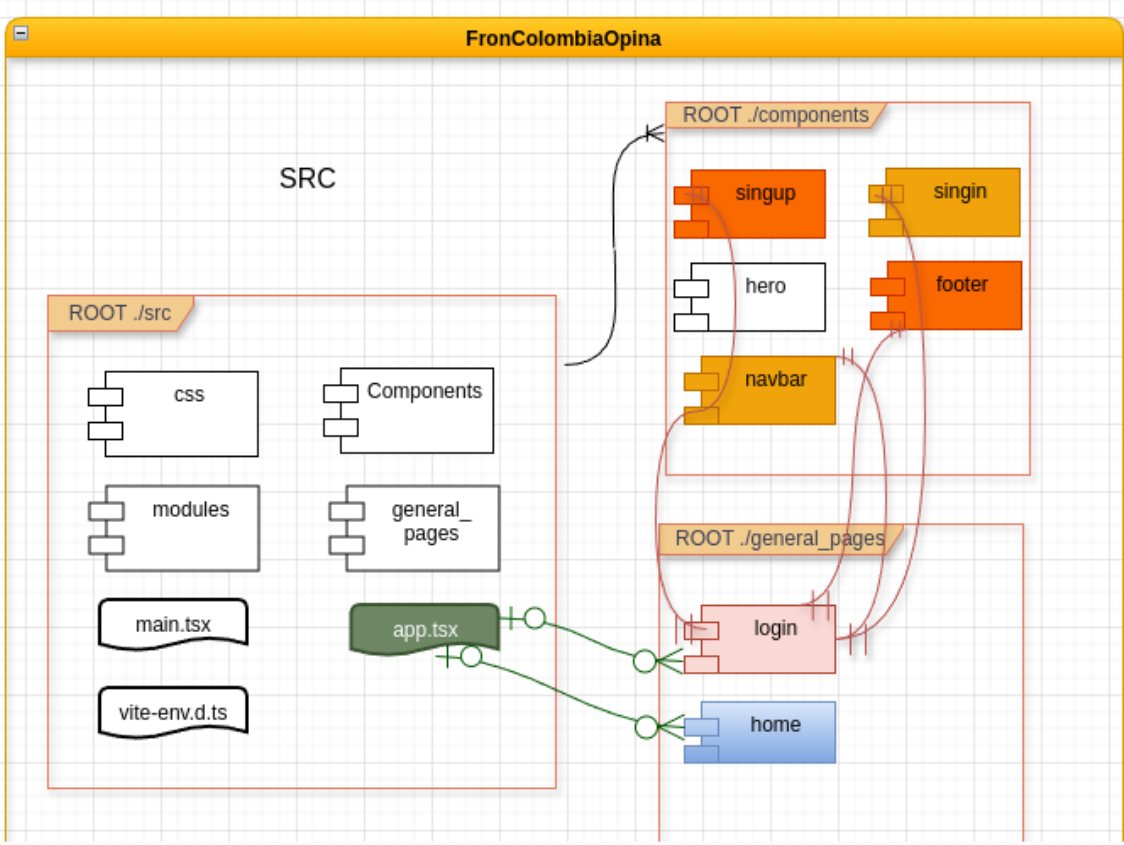 FronColombiaOpina
SRC
ROOT ./components
singup
singin
hero
footer
navbar
ROOT ./src
css
Components
modules
general_
pages
main.tsx
app.tsx
vite-env.d.ts
ROOT ./general_pages
login
home